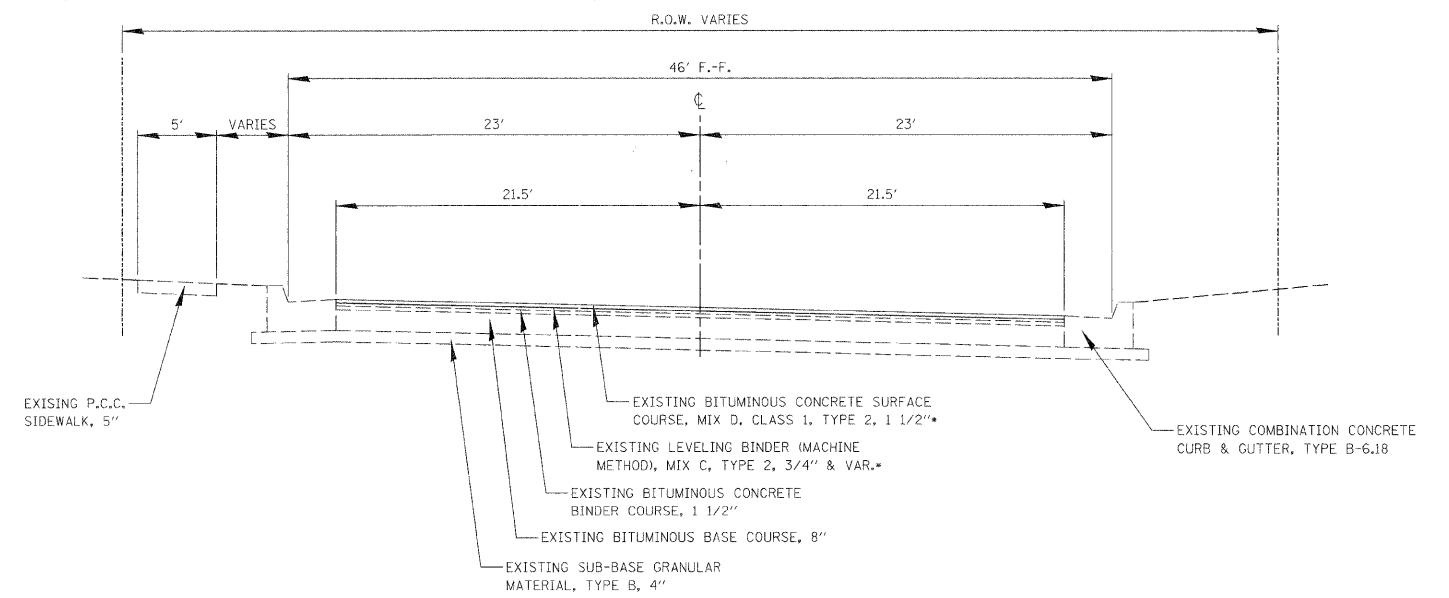 R.O.W. VARIES
46' F.-F.
℄
5'
VARIES
23'
23'
21.5'
21.5'
EXISING P.C.C.
SIDEWALK, 5"
EXISTING BITUMINOUS CONCRETE SURFACE
COURSE, MIX D, CLASS 1, TYPE 2, 1 1/2"*
EXISTING LEVELING BINDER (MACHINE
METHOD), MIX C, TYPE 2, 3/4" & VAR.*
EXISTING BITUMINOUS CONCRETE
BINDER COURSE, 1 1/2"
EXISTING BITUMINOUS BASE COURSE, 8"
EXISTING SUB-BASE GRANULAR
MATERIAL, TYPE B, 4"
EXISTING COMBINATION CONCRETE
CURB & GUTTER, TYPE B-6.18